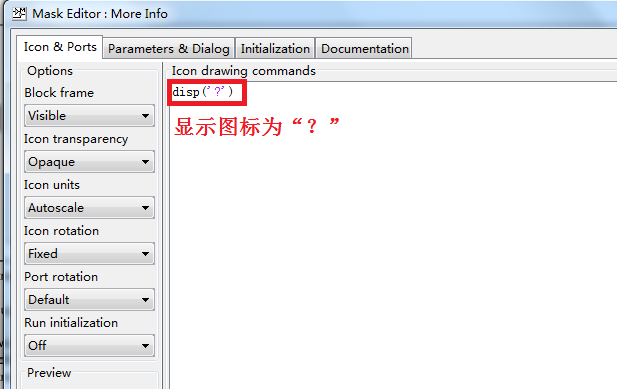 Mask Editor : More Info
Icon & Ports
Parameters & Dialog
Initialization
Documentation
Options
Block frame
Visible
Icon transparency
Opaque
Icon units
Autoscale
Icon rotation
Fixed
Port rotation
Default
Run initialization
Off
Preview
Icon drawing commands
disp('?')
显示图标为“？”